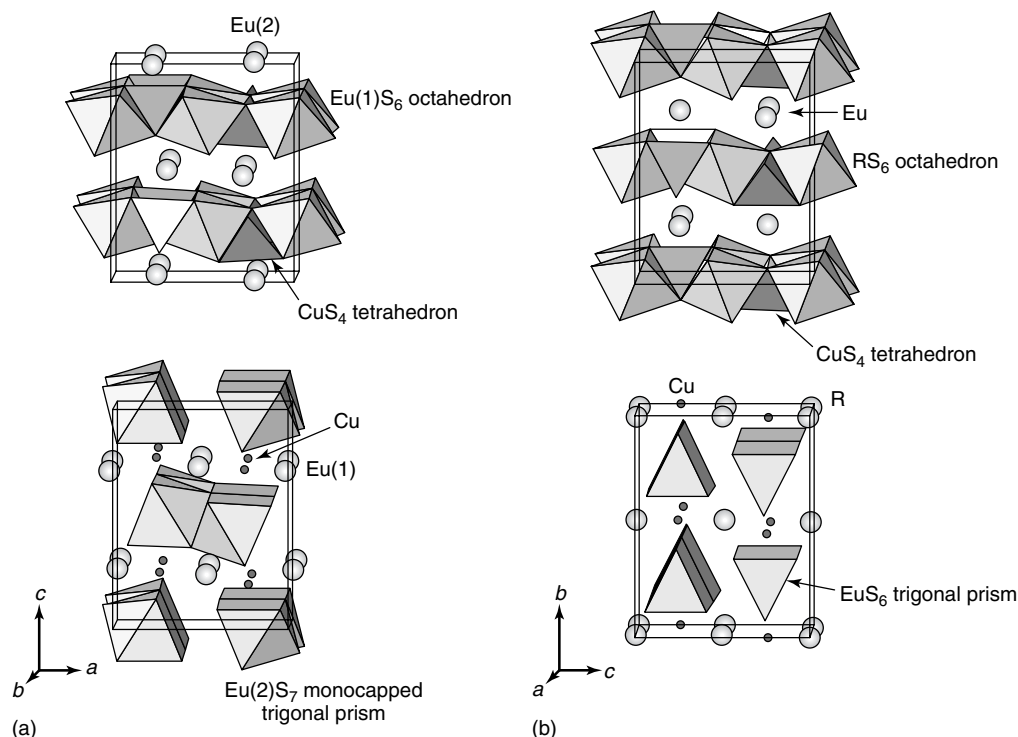 Eu(2)
Eu(1)S6 octahedron
CuS4 tetrahedron
Cu
Eu(1)
c
a
b
Eu(2)S7 monocapped
trigonal prism
(a)
Eu
RS6 octahedron
CuS4 tetrahedron
Cu
R
EuS6 trigonal prism
b
c
a
(b)